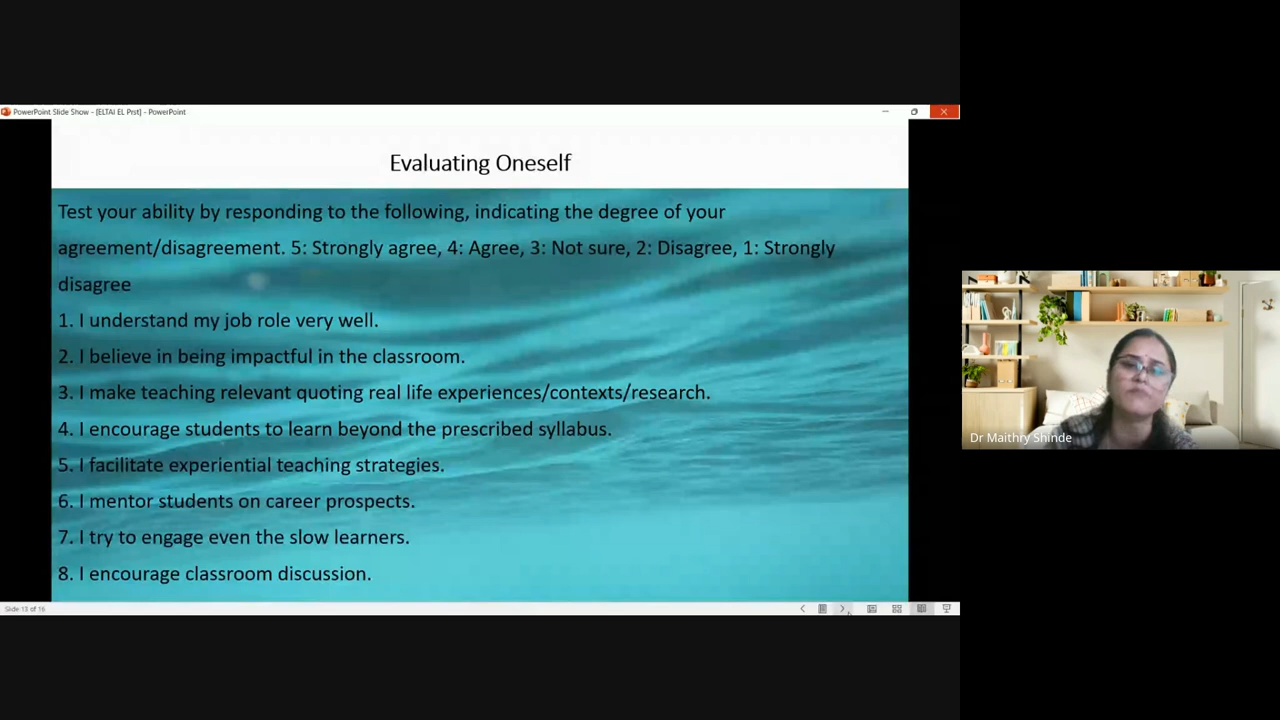 PowerPoint Slide Show - [ELTAI EL Prst] - PowerPoint
Evaluating Oneself
Test your ability by responding to the following, indicating the degree of your
agreement/disagreement. 5: Strongly agree, 4: Agree, 3: Not sure, 2: Disagree, 1: Strongly
disagree
1. I understand my job role very well.
2. I believe in being impactful in the classroom.
3. I make teaching relevant quoting real life experiences/contexts/research.
4. I encourage students to learn beyond the prescribed syllabus.
5. I facilitate experiential teaching strategies.
6. I mentor students on career prospects.
7. I try to engage even the slow learners.
8. I encourage classroom discussion.
Slide:13 of 16
Dr Maithry Shinde